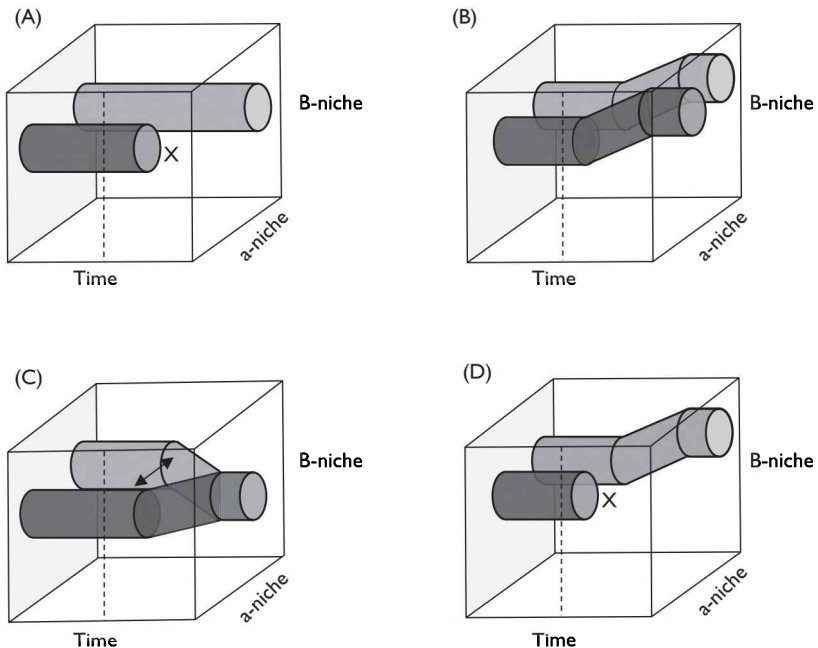 (A)
B-niche
X
a-niche
Time
(B)
B-niche
a-niche
Time
(C)
B-niche
a-niche
Time
(D)
B-niche
X
a-niche
Time